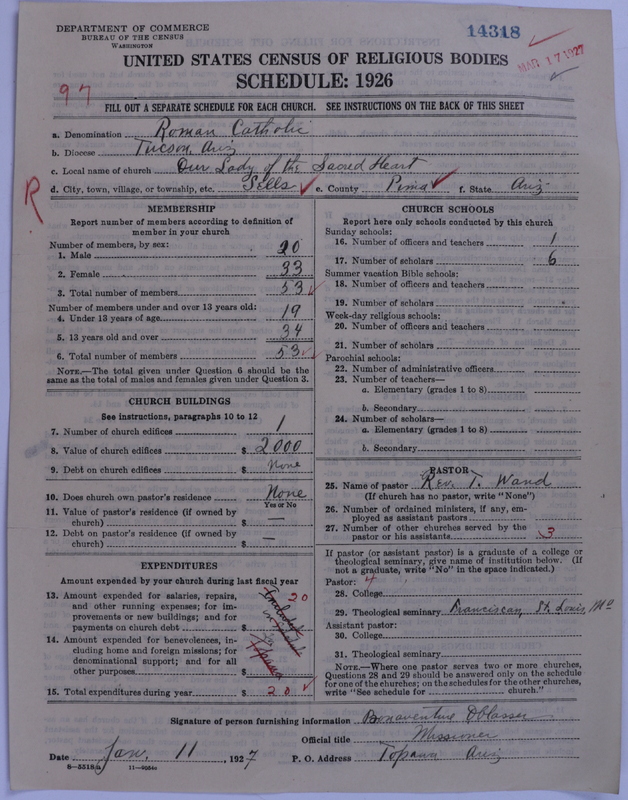 DEPARTMENT OF COMMERCE
BUREAU OF THE CENSUS
WASHINGTON
14318
MAR 17 1927
UNITED STATES CENSUS OF RELIGIOUS BODIES
SCHEDULE: 1926
97
FILL OUT A SEPARATE SCHEDULE FOR EACH CHURCH. SEE INSTRUCTIONS ON THE BACK OF THIS SHEET
a. Denomination Roman Catholic
b. Diocese Tucson, Ariz
c. Local name of church Our Lady of the Sacred Heart
d. City, town, village, or township, etc. Sells e. County Pima f. State Ariz
R
MEMBERSHIP
Report number of members according to definition of
member in your church
Number of members, by sex:
1. Male 20
2. Female 33
3. Total number of members 53
Number of members under and over 13 years old:
4. Under 13 years of age 19
5. 13 years old and over 34
6. Total number of members 53
NOTE.—The total given under Question 6 should be
same as the total of males and females given under Question 3.
CHURCH BUILDINGS
See instructions, paragraphs 10 to 12
7. Number of church edifices 1
8. Value of church edifices $ 2000
9. Debt on church edifices $ None
10. Does church own pastor's residence None
Yes or No
11. Value of pastor's residence (if owned by
church) $ —
12. Debt on pastor's residence (if owned by
church) $ —
EXPENDITURES
Amount expended by your church during last fiscal year
13. Amount expended for salaries, repairs,
and other running expenses; for im-
provements or new buildings; and for
payments on church debt $ 20
14. Amount expended for benevolences, in-
cluding home and foreign missions; for
denominational support; and for all
other purposes $
Included in
Topawa
15. Total expenditures during year $ 20
CHURCH SCHOOLS
Report here only schools conducted by this church
Sunday schools:
16. Number of officers and teachers 1
17. Number of scholars 6
Summer vacation Bible schools:
18. Number of officers and teachers
19. Number of scholars
Week-day religious schools:
20. Number of officers and teachers
21. Number of scholars
Parochial schools:
22. Number of administrative officers
23. Number of teachers—
a. Elementary (grades 1 to 8)
b. Secondary
24. Number of scholars—
a. Elementary (grades 1 to 8)
b. Secondary
PASTOR
25. Name of pastor Rev. T. Wand
(If church has no pastor, write "None")
26. Number of ordained ministers, if any, em-
ployed as assistant pastors
27. Number of other churches served by the
pastor or his assistants 3
If pastor (or assistant pastor) is a graduate of a college or
theological seminary, give name of institution below. (If
not a graduate, write "No" in the space indicated.)
Pastor: 4
28. College
29. Theological seminary Franciscan, St. Louis, Mo
Assistant pastor:
30. College
31. Theological seminary
NOTE.—Where one pastor serves two or more churches,
Questions 28 and 29 should be answered only on the schedule
for one of the churches; on the schedules for the other churches,
write "See schedule for church."
Signature of person furnishing information Bonaventure Oblasser
Official title Missioner
Date Jan. 11, 1927 P. O. Address Topawa Ariz